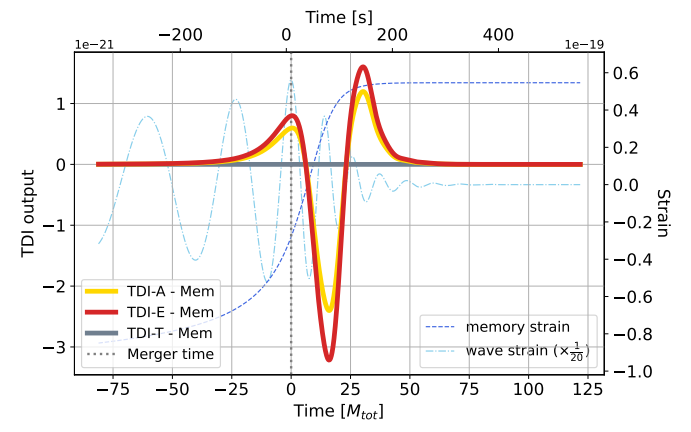 Time [s]
−200 0 200 400
1e−21 1e−19
1
0
−1
−2
−3
TDI output
0.6
0.4
0.2
0.0
−0.2
−0.4
−0.6
−0.8
−1.0
Strain
TDI-A - Mem
TDI-E - Mem
TDI-T - Mem
Merger time
memory strain
wave strain (×1/20)
−75 −50 −25 0 25 50 75 100 125
Time [M_tot]